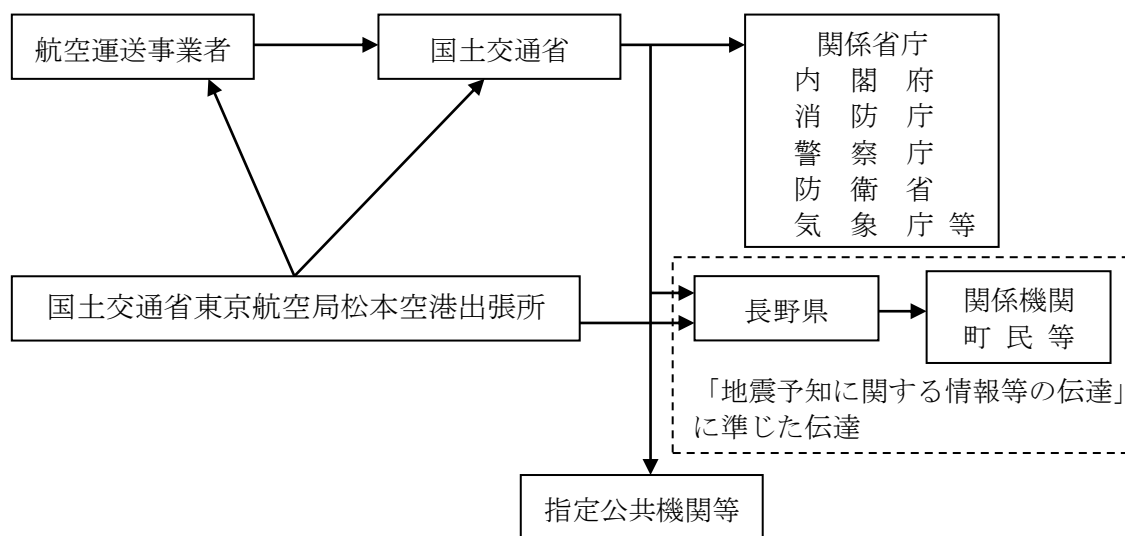 航空運送事業者
国土交通省
関係省庁
内閣府
消防庁
警察庁
防衛省
気象庁等
国土交通省東京航空局松本空港出張所
長野県
関係機関
町民等
「地震予知に関する情報等の伝達」
に準じた伝達
指定公共機関等